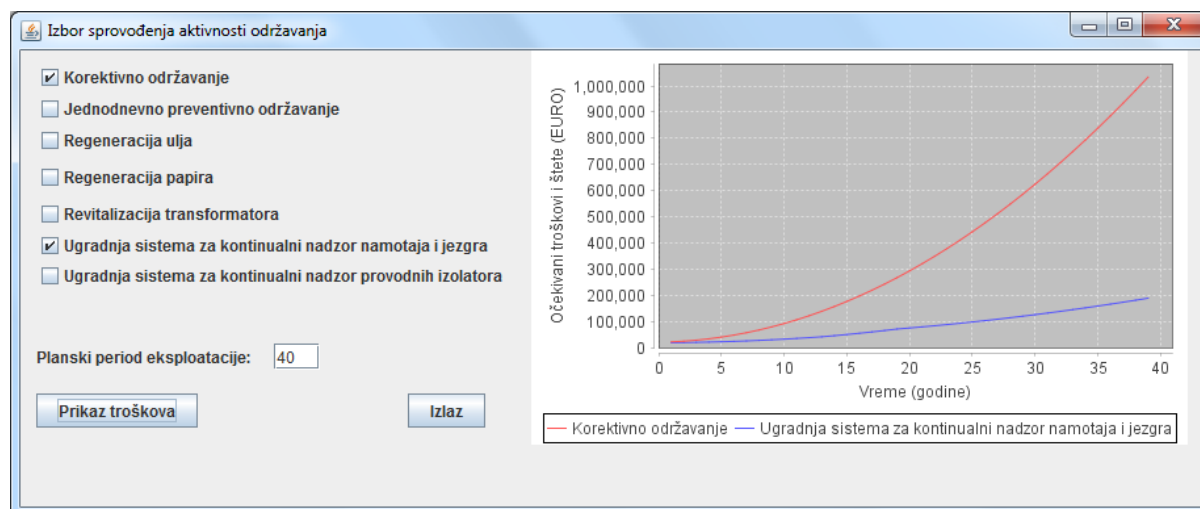 Izbor sprovođenja aktivnosti održavanja
Korektivno održavanje
Jednodnevno preventivno održavanje
Regeneracija ulja
Regeneracija papira
Revitalizacija transformatora
Ugradnja sistema za kontinualni nadzor namotaja i jezgra
Ugradnja sistema za kontinualni nadzor provodnih izolatora
Planski period eksploatacije: 40
Prikaz troškova Izlaz
Očekivani troškovi i štete (EURO)
1,000,000
900,000
800,000
700,000
600,000
500,000
400,000
300,000
200,000
100,000
0
0 5 10 15 20 25 30 35 40
Vreme (godine)
Korektivno održavanje Ugradnja sistema za kontinualni nadzor namotaja i jezgra